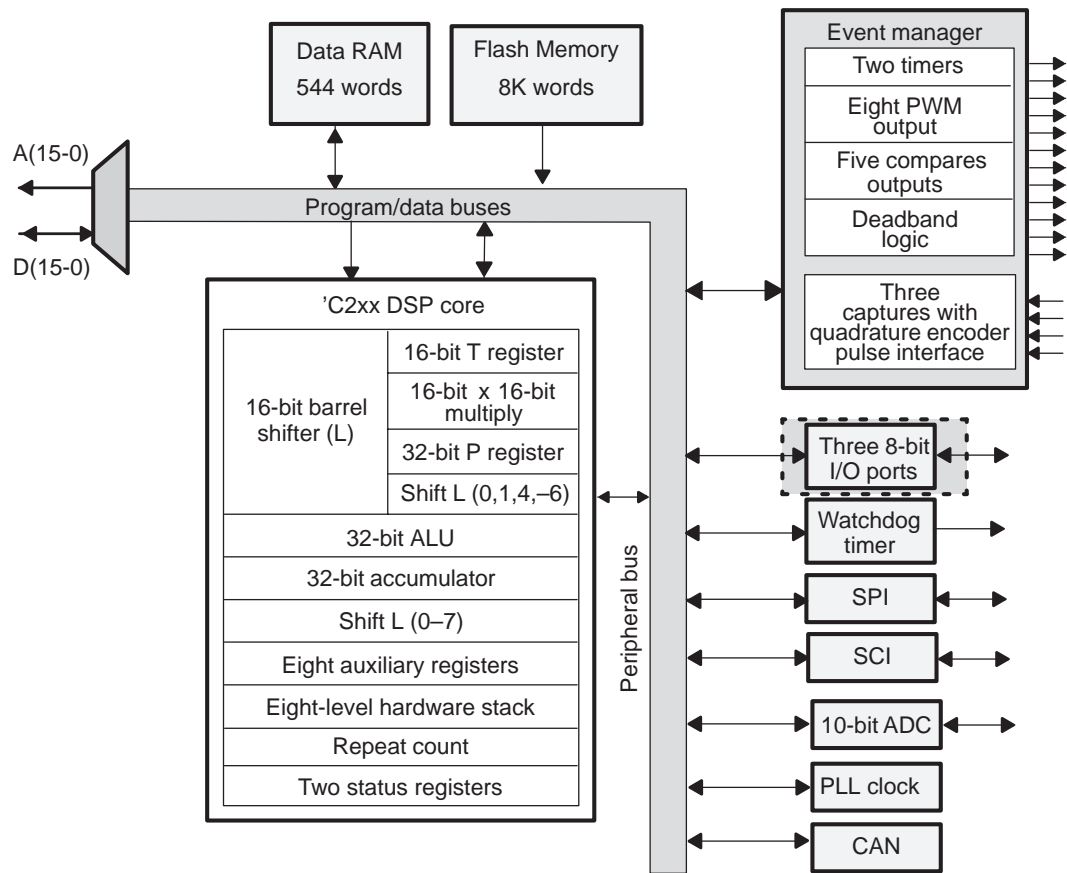 Data RAM
544 words
Flash Memory
8K words
A(15-0)
D(15-0)
Program/data buses
'C2xx DSP core
16-bit barrel
shifter (L)
16-bit T register
16-bit x 16-bit
multiply
32-bit P register
Shift L (0,1,4,–6)
32-bit ALU
32-bit accumulator
Shift L (0–7)
Eight auxiliary registers
Eight-level hardware stack
Repeat count
Two status registers
Peripheral bus
Event manager
Two timers
Eight PWM
output
Five compares
outputs
Deadband
logic
Three
captures with
quadrature encoder
pulse interface
Three 8-bit
I/O ports
Watchdog
timer
SPI
SCI
10-bit ADC
PLL clock
CAN